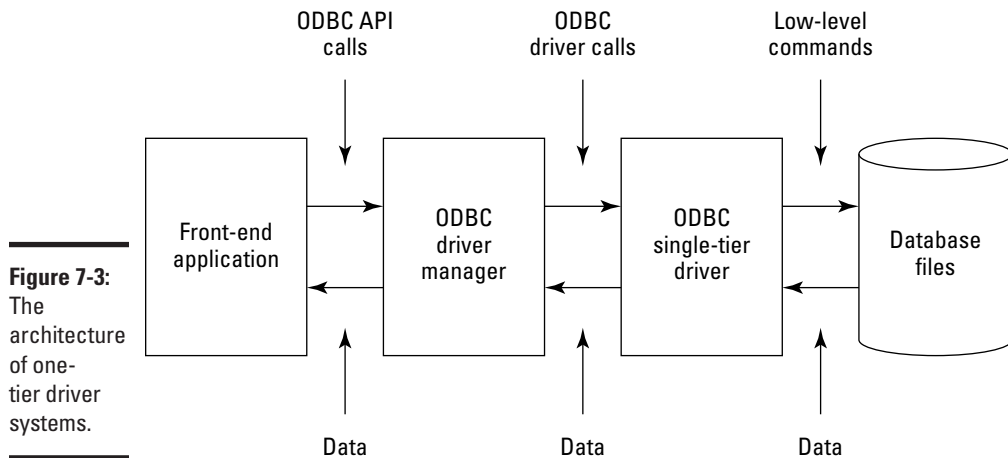 ODBC API
calls
ODBC
driver calls
Low-level
commands
Front-end
application
ODBC
driver
manager
ODBC
single-tier
driver
Database
files
Figure 7-3:
The
architecture
of one-
tier driver
systems.
Data
Data
Data